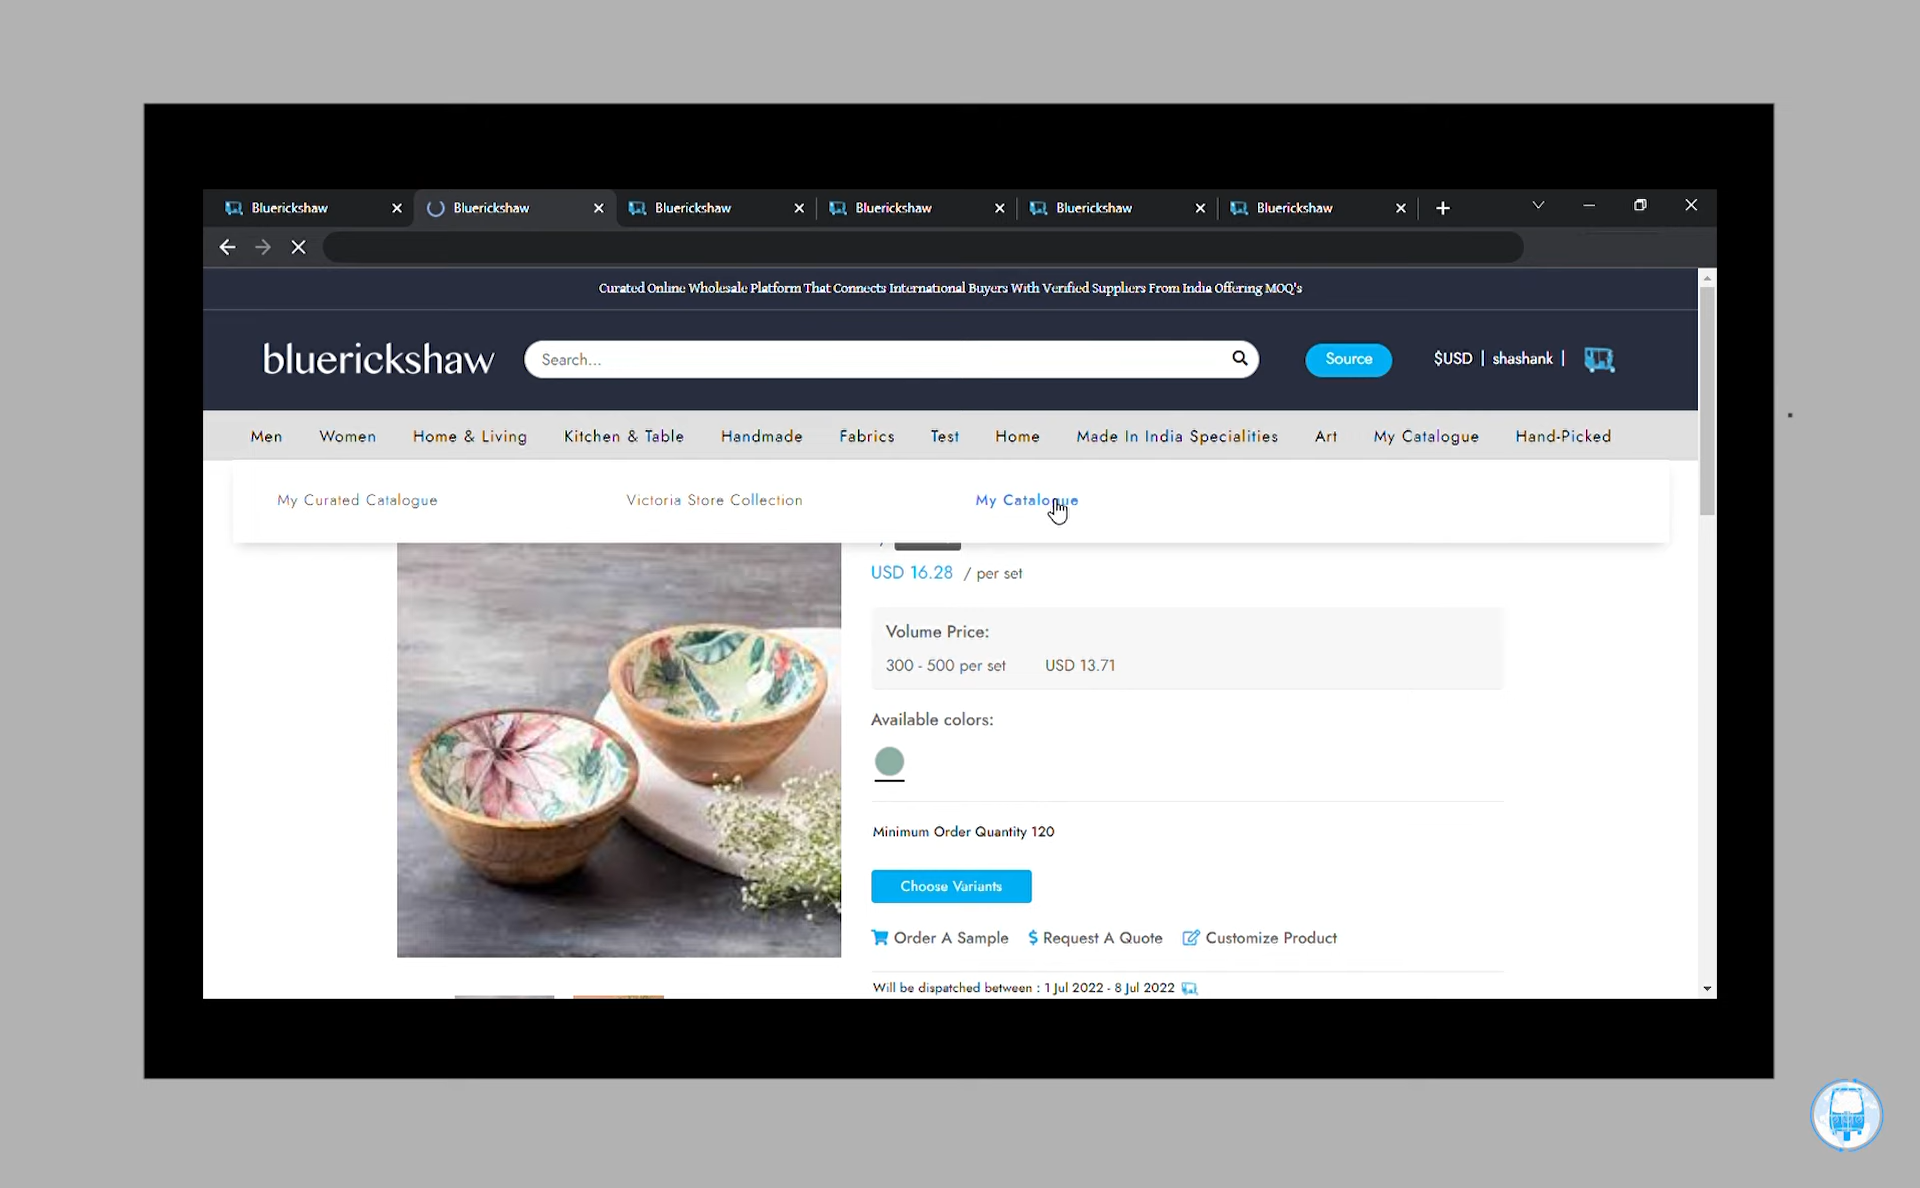 Bluerickshaw Bluerickshaw Bluerickshaw Bluerickshaw Bluerickshaw Bluerickshaw
Curated Online Wholesale Platform That Connects International Buyers With Verified Suppliers From India Offering MOQ's
bluerickshaw Search... Source $USD | shashank |
Men Women Home & Living Kitchen & Table Handmade Fabrics Test Home Made In India Specialities Art My Catalogue Hand-Picked
My Curated Catalogue Victoria Store Collection My Catalogue
USD 16.28 / per set
Volume Price:
300 - 500 per set USD 13.71
Available colors:
Minimum Order Quantity 120
Choose Variants
Order A Sample $ Request A Quote Customize Product
Will be dispatched between : 1 Jul 2022 - 8 Jul 2022